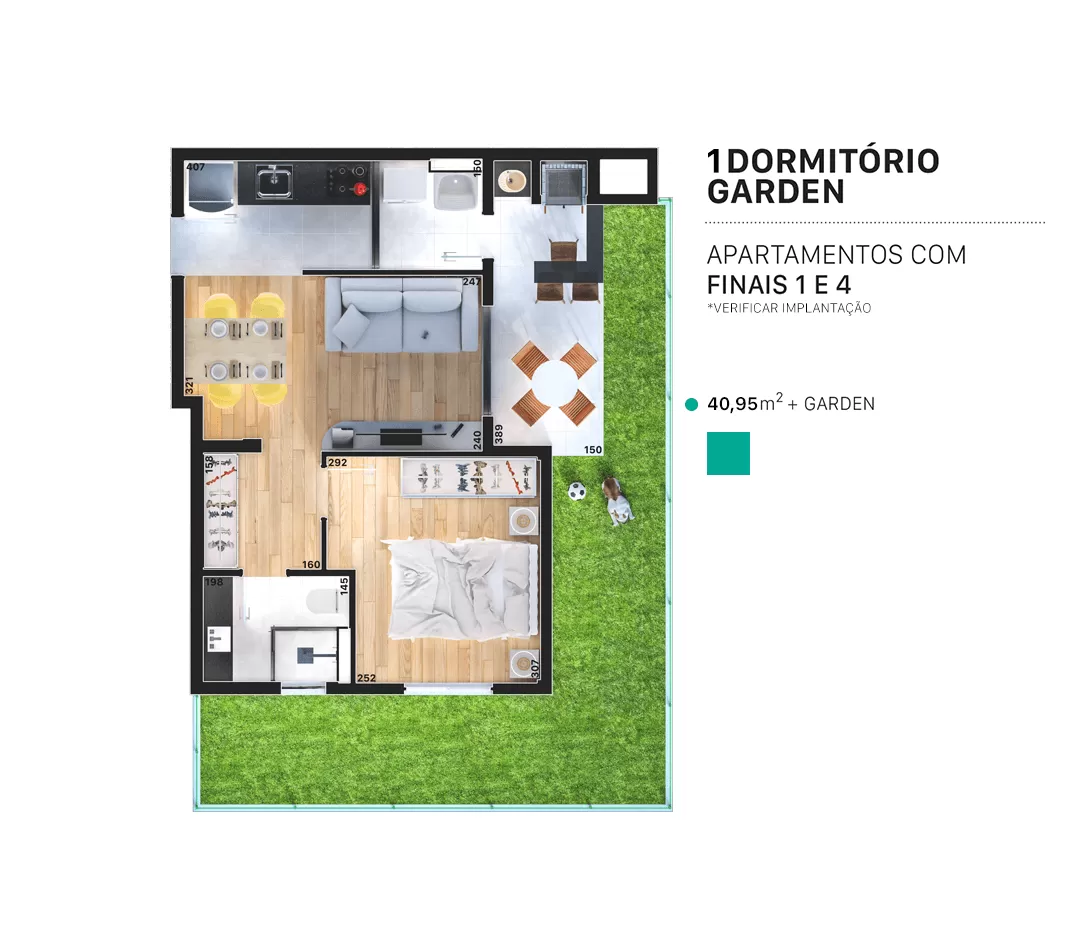 1 DORMITÓRIO
GARDEN
APARTAMENTOS COM
FINAIS 1 E 4
*VERIFICAR IMPLANTAÇÃO
40,95m² + GARDEN
407
150
247
321
240
389
150
158
292
160
198
145
252
307